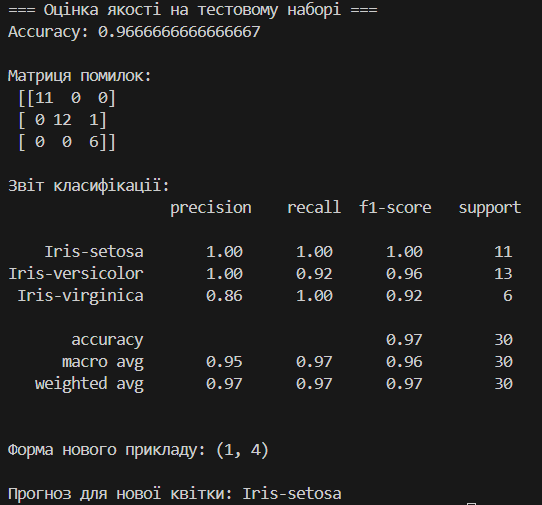 === Оцінка якості на тестовому наборі ===
Accuracy: 0.9666666666666667
Матриця помилок:
[[11 0 0]
[ 0 12 1]
[ 0 0 6]]
Звіт класифікації:
precision recall f1-score support
Iris-setosa 1.00 1.00 1.00 11
Iris-versicolor 1.00 0.92 0.96 13
Iris-virginica 0.86 1.00 0.92 6
accuracy 0.97 30
macro avg 0.95 0.97 0.96 30
weighted avg 0.97 0.97 0.97 30
Форма нового прикладу: (1, 4)
Прогноз для нової квітки: Iris-setosa